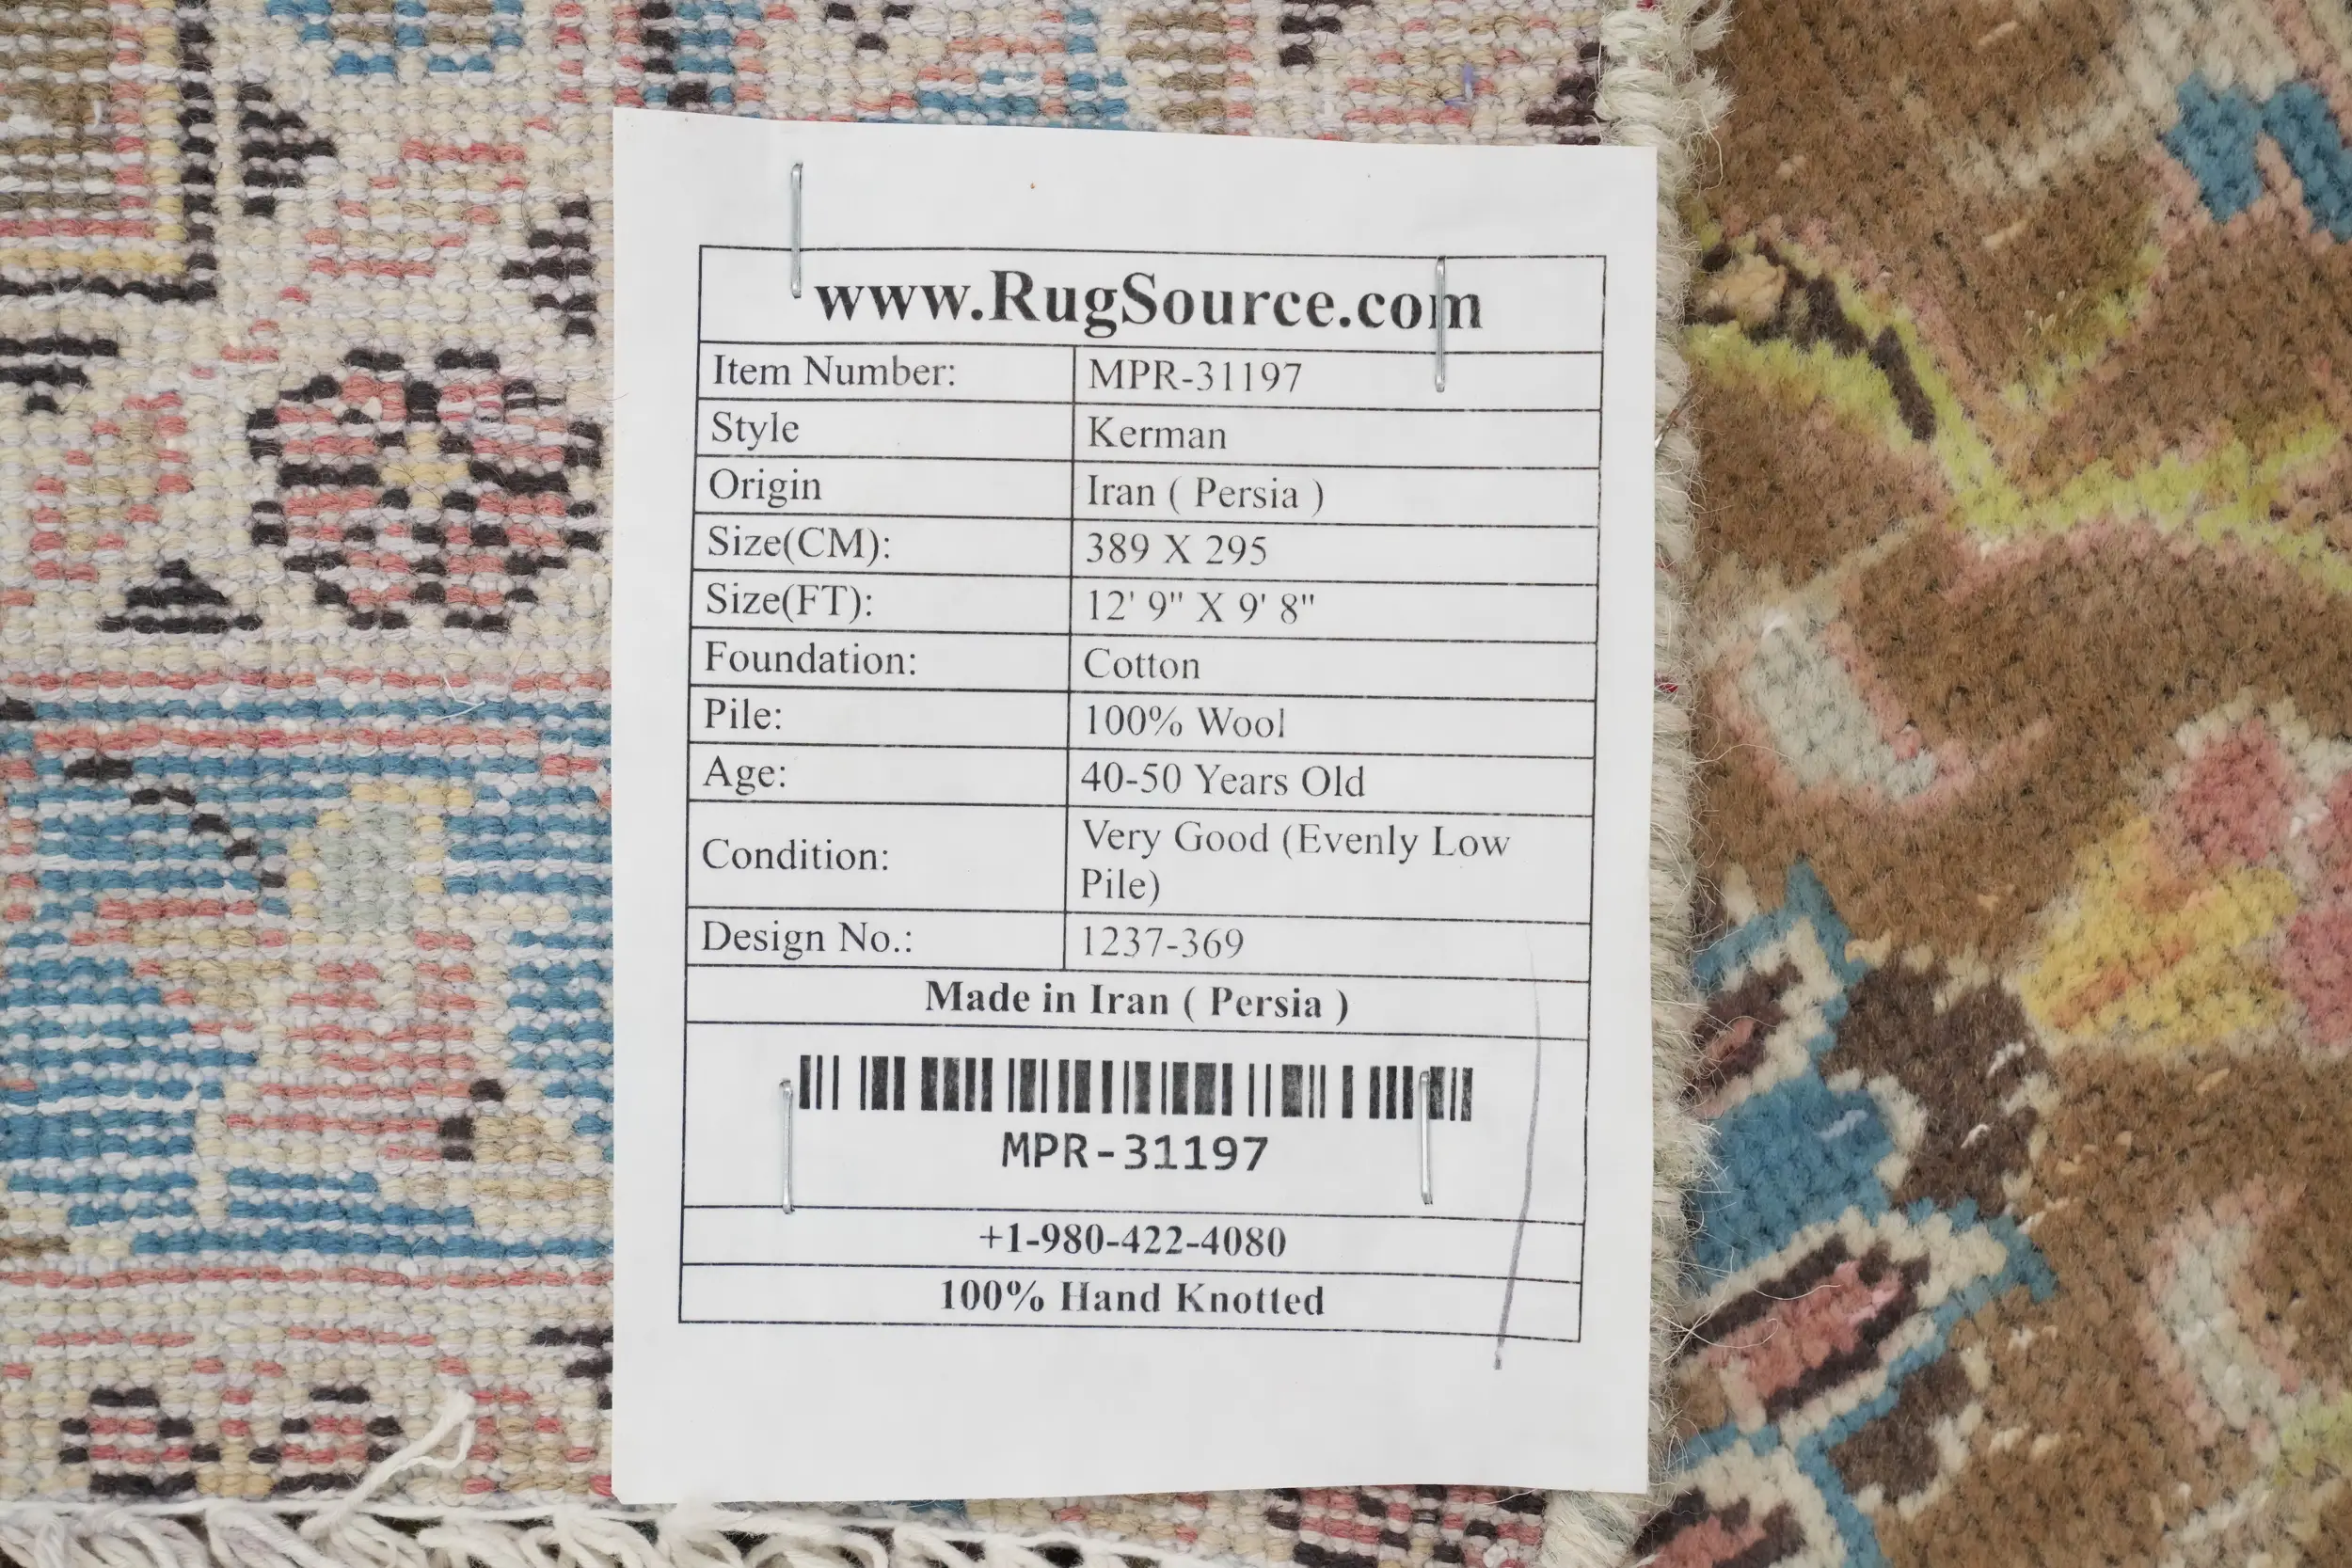 www.RugSource.com
Item Number: MPR-31197
Style Kerman
Origin Iran ( Persia )
Size(CM): 389 X 295
Size(FT): 12' 9" X 9' 8"
Foundation: Cotton
Pile: 100% Wool
Age: 40-50 Years Old
Condition: Very Good (Evenly Low
Pile)
Design No.: 1237-369
Made in Iran ( Persia )
MPR-31197
+1-980-422-4080
100% Hand Knotted